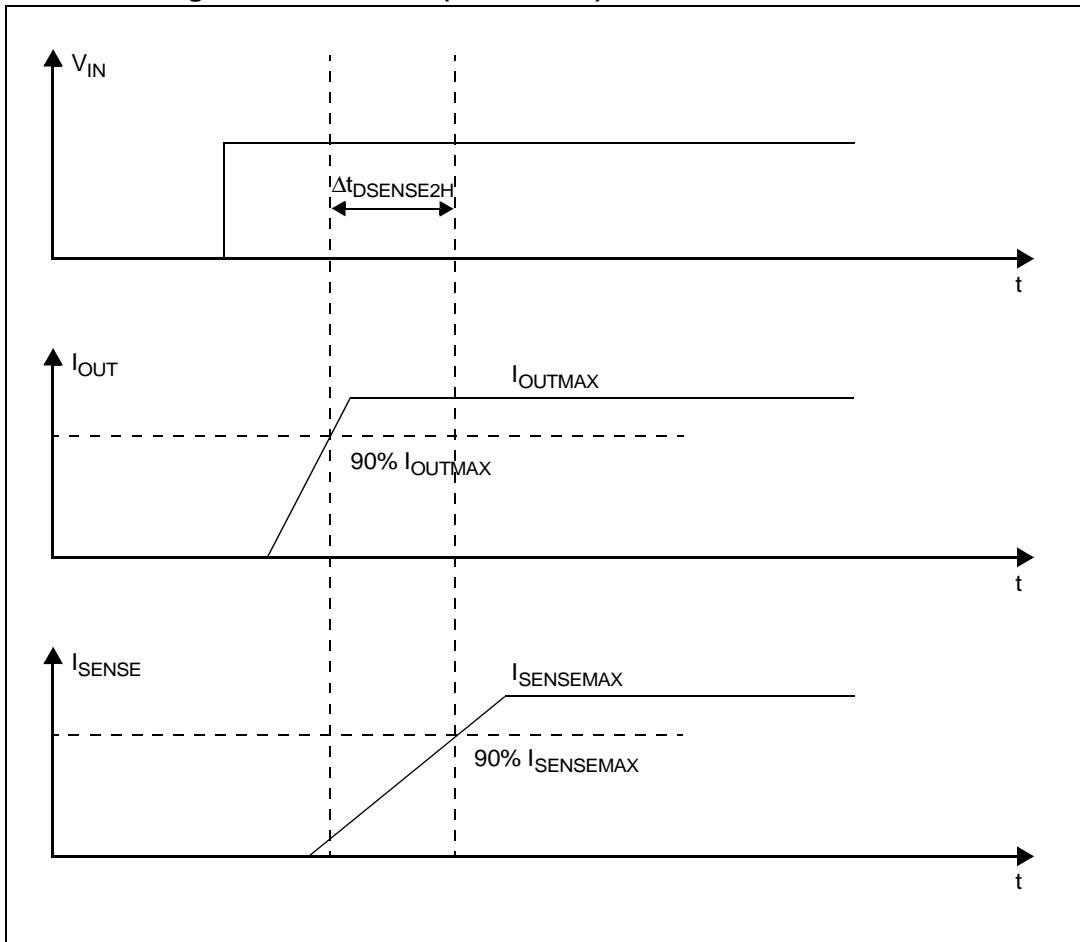 V_IN
Δt_DSENSE2H
t
I_OUT
I_OUTMAX
90% I_OUTMAX
t
I_SENSE
I_SENSEMAX
90% I_SENSEMAX
t